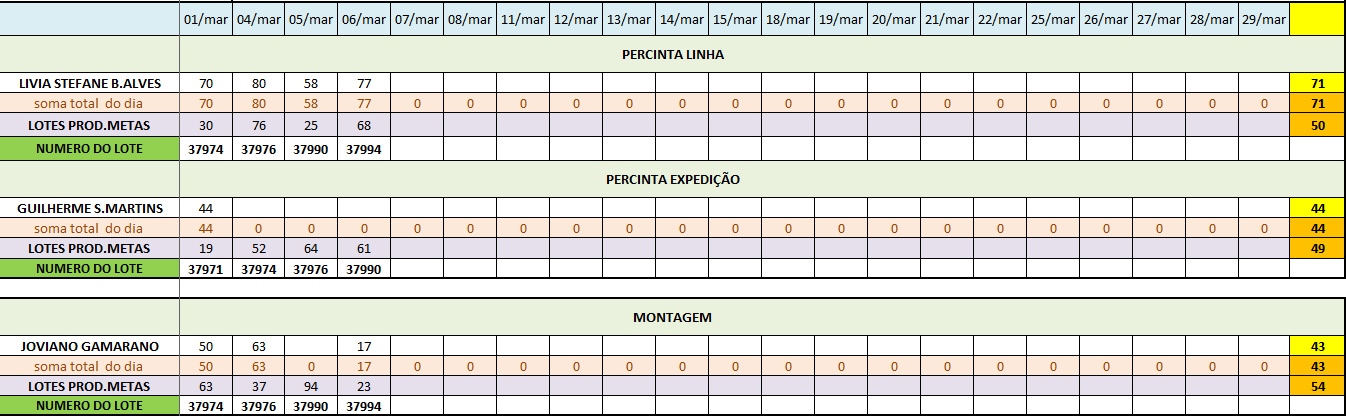 01/mar 04/mar 05/mar 06/mar 07/mar 08/mar 11/mar 12/mar 13/mar 14/mar 15/mar 18/mar 19/mar 20/mar 21/mar 22/mar 25/mar 26/mar 27/mar 28/mar 29/mar
PERCINTA LINHA
LIVIA STEFANE B.ALVES 70 80 58 77 71
soma total do dia 70 80 58 77 0 0 0 0 0 0 0 0 0 0 0 0 0 0 0 0 0 71
LOTES PROD.METAS 30 76 25 68 50
NUMERO DO LOTE 37974 37976 37990 37994
PERCINTA EXPEDIÇÃO
GUILHERME S.MARTINS 44 44
soma total do dia 44 0 0 0 0 0 0 0 0 0 0 0 0 0 0 0 0 0 0 0 0 44
LOTES PROD.METAS 19 52 64 61 49
NUMERO DO LOTE 37971 37974 37976 37990
MONTAGEM
JOVIANO GAMARANO 50 63 17 43
soma total do dia 50 63 0 17 0 0 0 0 0 0 0 0 0 0 0 0 0 0 0 0 0 43
LOTES PROD.METAS 63 37 94 23 54
NUMERO DO LOTE 37974 37976 37990 37994